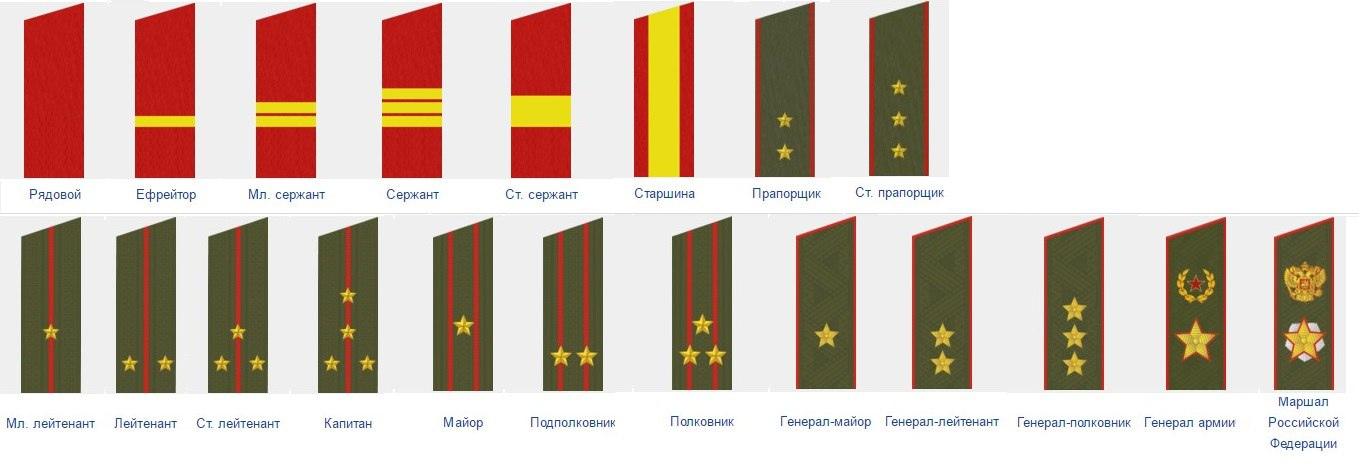 Рядовой
Ефрейтор
Мл. сержант
Сержант
Ст. сержант
Старшина
Прапорщик
Ст. прапорщик
Мл. лейтенант
Лейтенант
Ст. лейтенант
Капитан
Майор
Подполковник
Полковник
Генерал-майор
Генерал-лейтенант
Генерал-полковник
Генерал армии
Маршал
Российской
Федерации